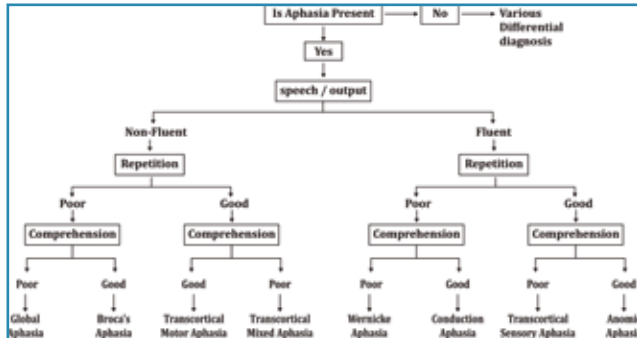 Is Aphasia Present
No
Various
Differential
diagnosis
Yes
speech / output
Non-Fluent
Fluent
Repetition
Repetition
Poor
Good
Poor
Good
Comprehension
Comprehension
Comprehension
Comprehension
Poor
Good
Good
Poor
Poor
Good
Poor
Good
Global
Aphasia
Broca's
Aphasia
Transcortical
Motor Aphasia
Transcortical
Mixed Aphasia
Wernicke
Aphasia
Conduction
Aphasia
Transcortical
Sensory Aphasia
Anomic
Aphasia